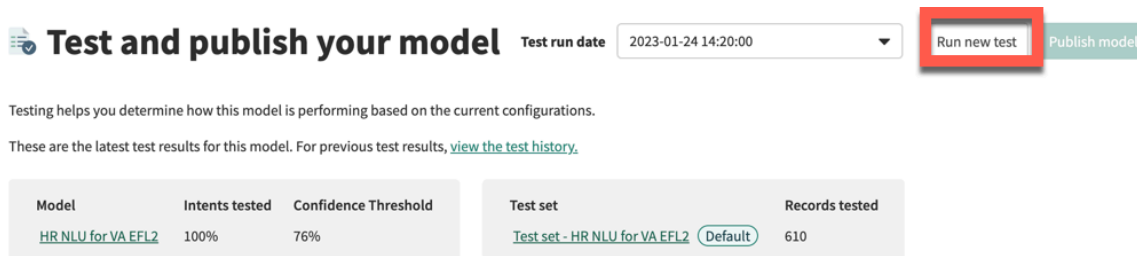 Test and publish your model Test run date 2023-01-24 14:20:00 Run new test Publish model
Testing helps you determine how this model is performing based on the current configurations.
These are the latest test results for this model. For previous test results, view the test history.
Model Intents tested Confidence Threshold Test set Records tested
HR NLU for VA EFL2 100% 76% Test set - HR NLU for VA EFL2 Default 610